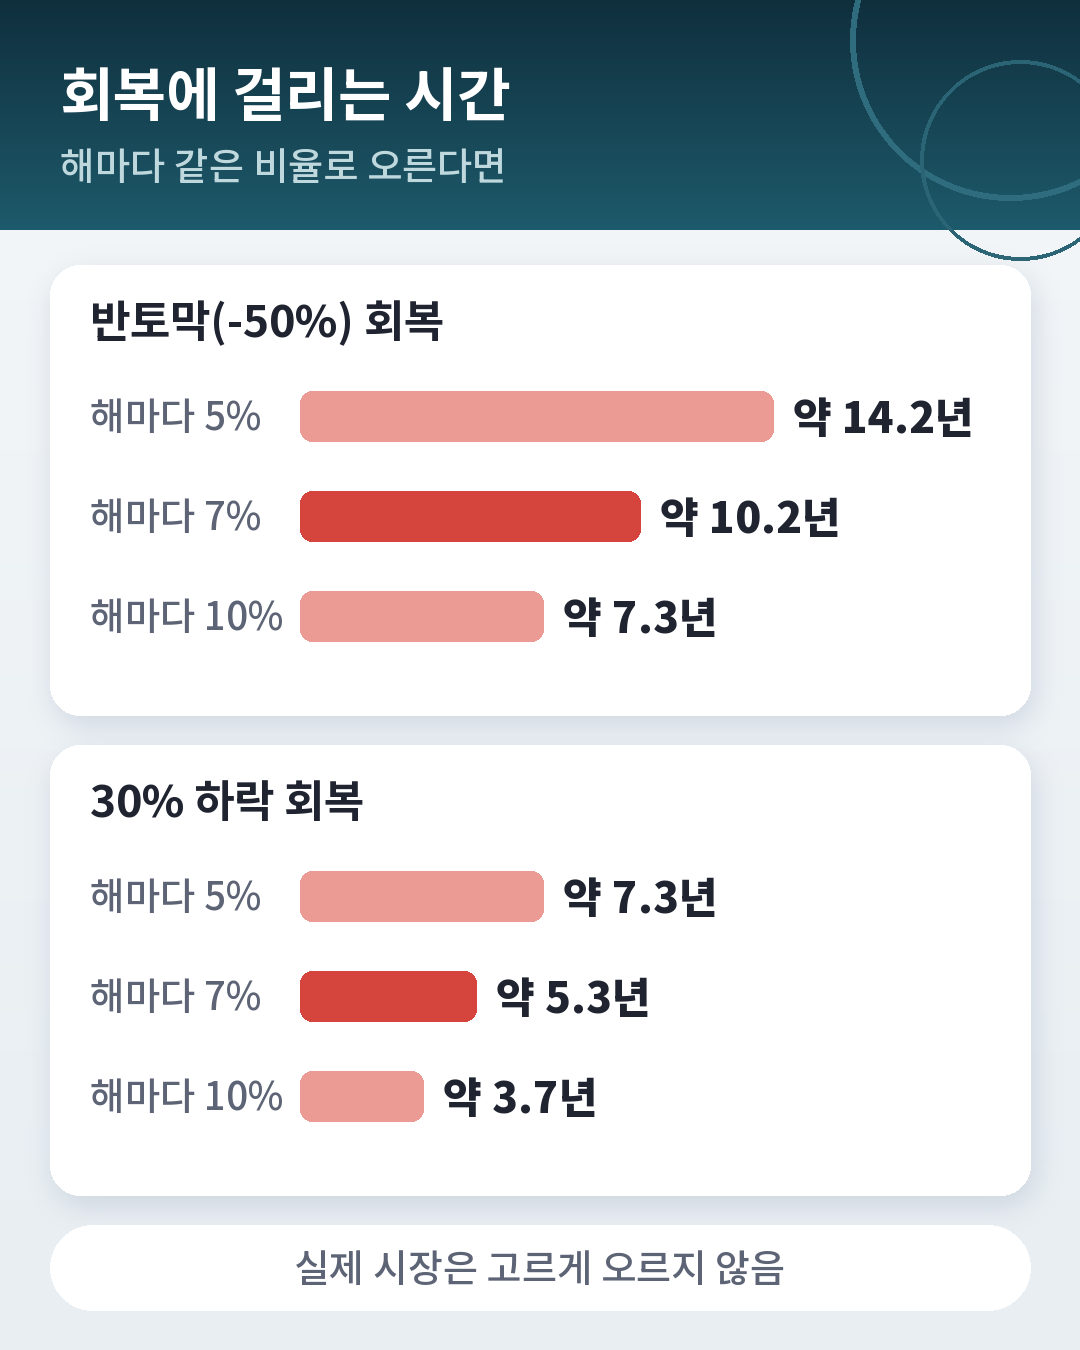 회복에 걸리는 시간
해마다 같은 비율로 오른다면
반토막(-50%) 회복
해마다 5% 약 14.2년
해마다 7% 약 10.2년
해마다 10% 약 7.3년
30% 하락 회복
해마다 5% 약 7.3년
해마다 7% 약 5.3년
해마다 10% 약 3.7년
실제 시장은 고르게 오르지 않음